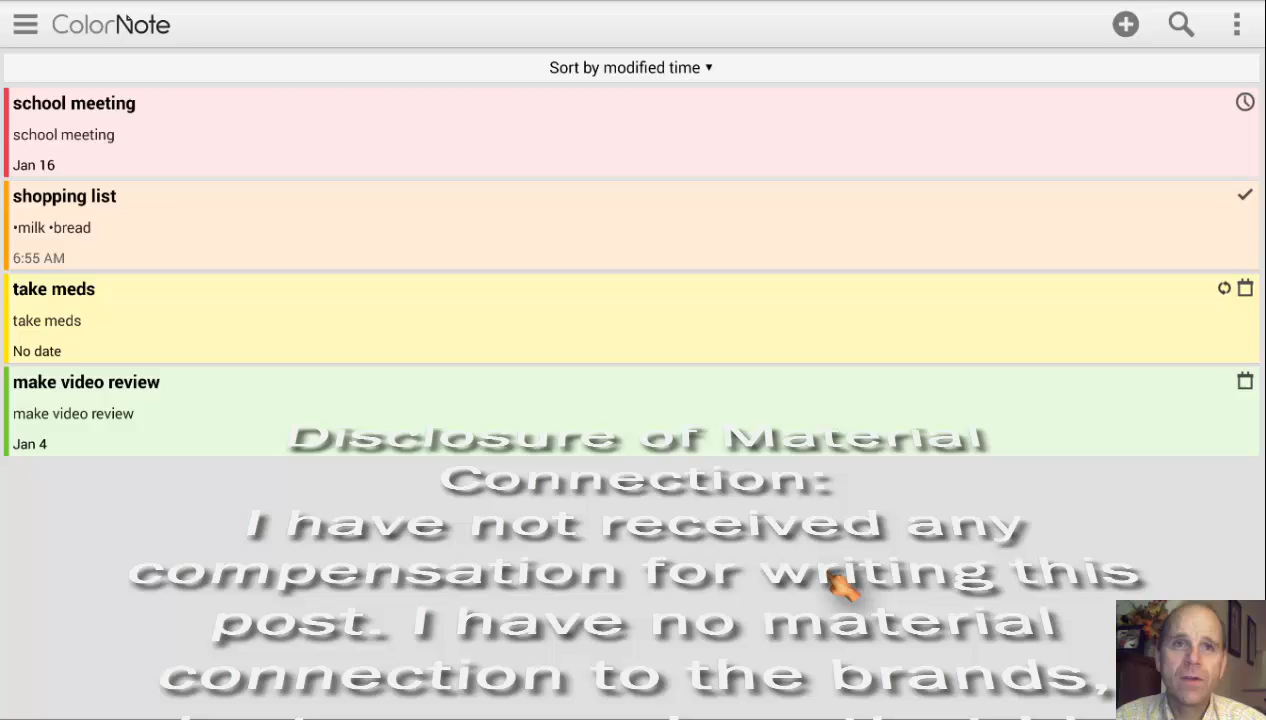 ColorNote
Sort by modified time ▾
school meeting
school meeting
Jan 16
shopping list
•milk •bread
6:55 AM
take meds
take meds
No date
make video review
make video review
Jan 4
Disclosure of Material
Connection:
I have not received any
compensation for writing this
post. I have no material
connection to the brands,